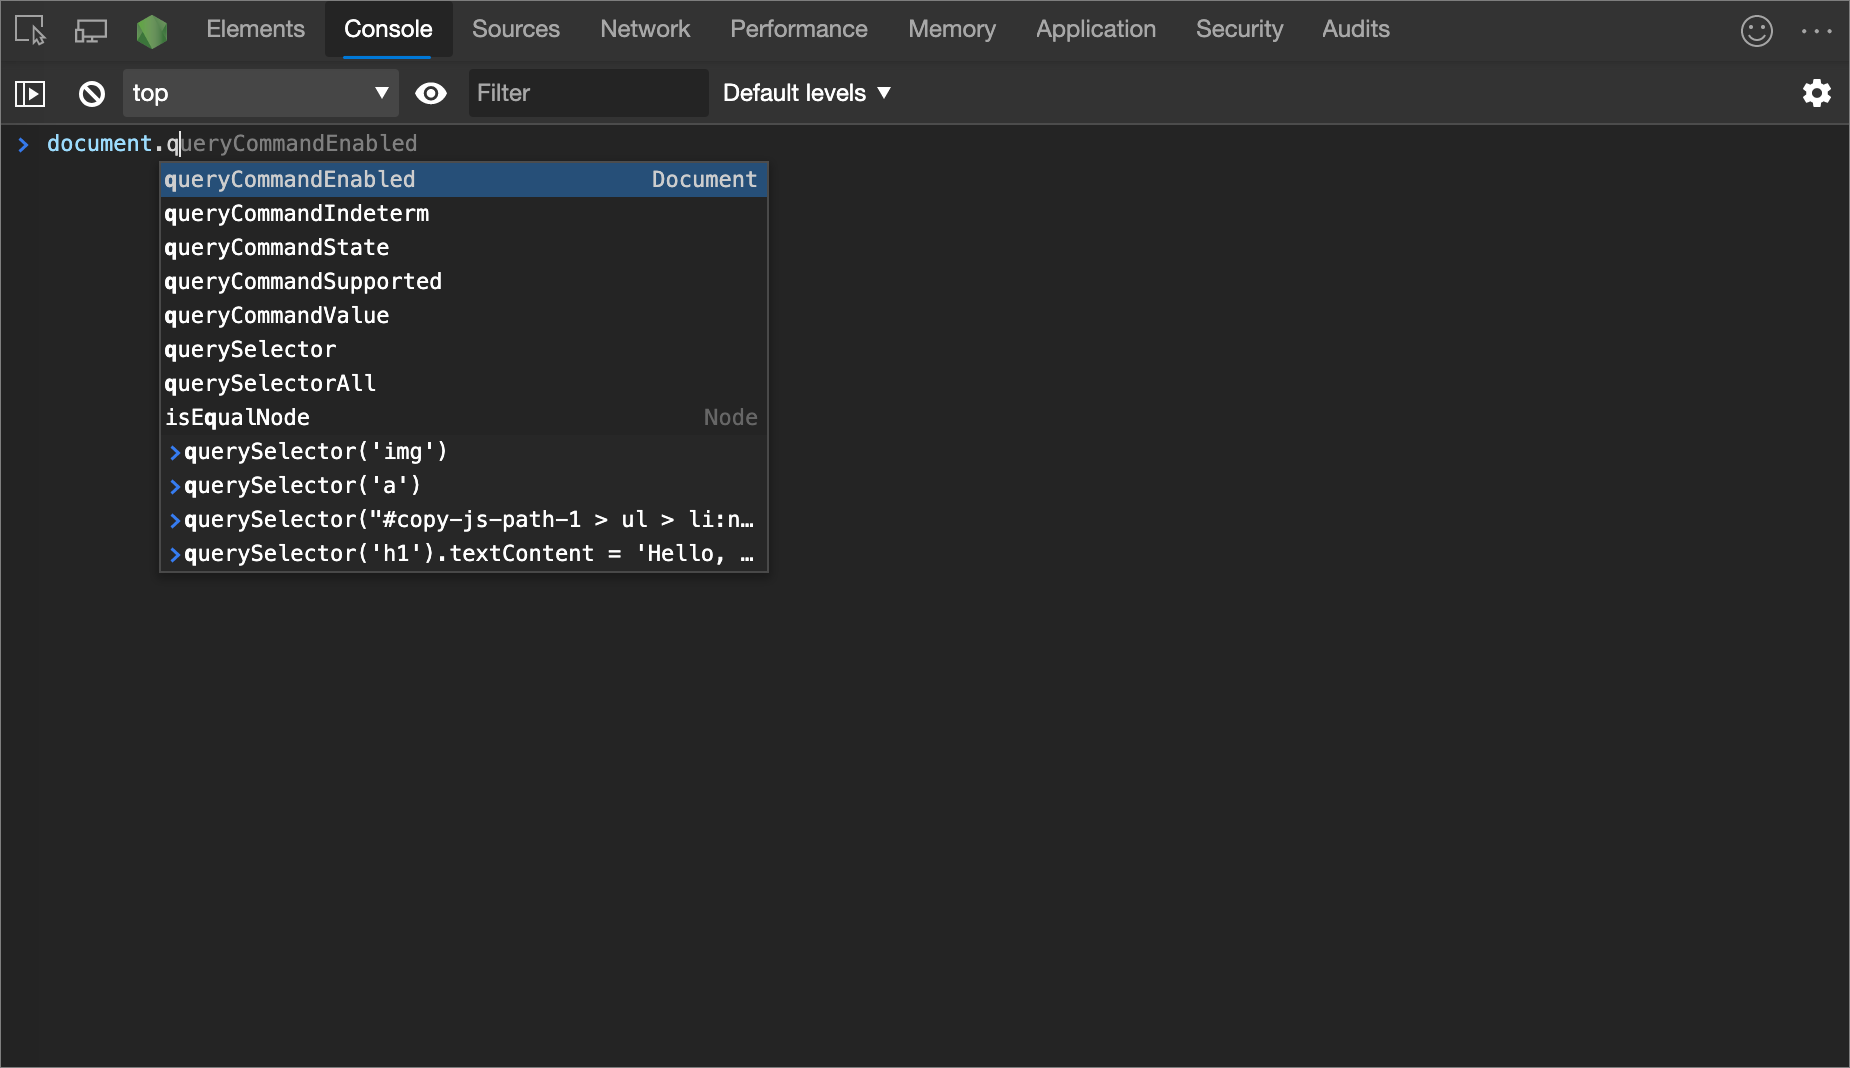 Elements Console Sources Network Performance Memory Application Security Audits
top Filter Default levels
document.queryCommandEnabled
queryCommandEnabled Document
queryCommandIndeterm
queryCommandState
queryCommandSupported
queryCommandValue
querySelector
querySelectorAll
isEqualNode Node
>querySelector('img')
>querySelector('a')
>querySelector("#copy-js-path-1 > ul > li:n…
>querySelector('h1').textContent = 'Hello, …